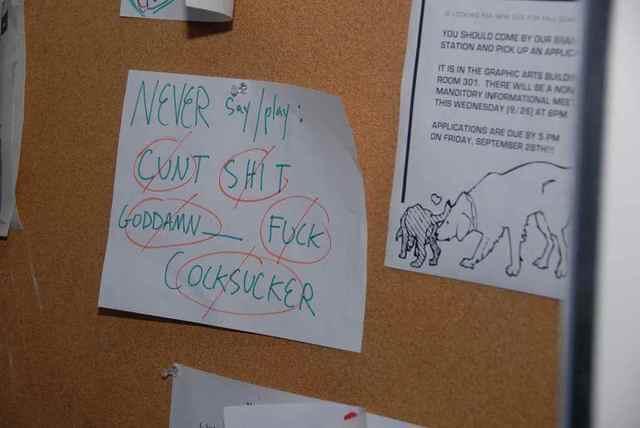 NEVER say/play:
CUNT SHIT
GODDAMN__ FUCK
COCKSUCKER
YOU SHOULD COME BY OUR
STATION AND PICK UP AN
IT IS IN THE GRAPHIC ARTS
ROOM 301. THERE WILL BE A
MANDITORY INFORMATIONAL
THIS WEDNESDAY (9/26) AT 6PM.
APPLICATIONS ARE DUE BY 5 PM
ON FRIDAY, SEPTEMBER 28TH!!!